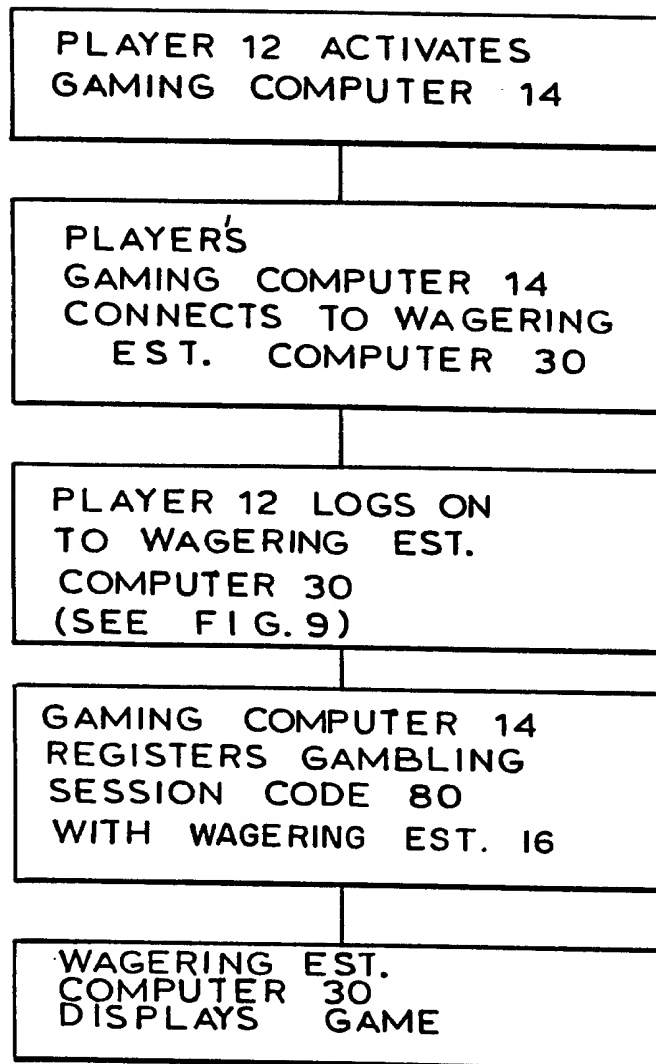 PLAYER 12 ACTIVATES
GAMING COMPUTER 14
PLAYER'S
GAMING COMPUTER 14
CONNECTS TO WAGERING
EST. COMPUTER 30
PLAYER 12 LOGS ON
TO WAGERING EST.
COMPUTER 30
(SEE FIG. 9)
GAMING COMPUTER 14
REGISTERS GAMBLING
SESSION CODE 80
WITH WAGERING EST. 16
WAGERING EST.
COMPUTER 30
DISPLAYS GAME